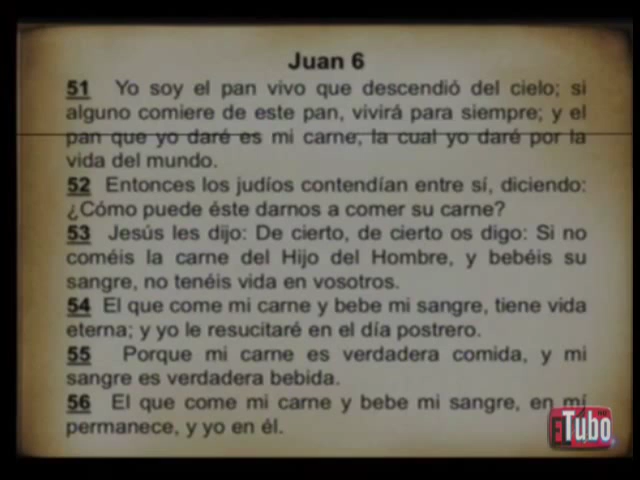 Juan 6
51 Yo soy el pan vivo que descendió del cielo; si
alguno comiere de este pan, vivirá para siempre; y el
pan que yo daré es mi carne, la cual yo daré por la
vida del mundo.
52 Entonces los judíos contendían entre sí, diciendo:
¿Cómo puede éste darnos a comer su carne?
53 Jesús les dijo: De cierto, de cierto os digo: Si no
coméis la carne del Hijo del Hombre, y bebéis su
sangre, no tenéis vida en vosotros.
54 El que come mi carne y bebe mi sangre, tiene vida
eterna; y yo le resucitaré en el día postrero.
55 Porque mi carne es verdadera comida, y mi
sangre es verdadera bebida.
56 El que come mi carne y bebe mi sangre, en mí
permanece, y yo en él.
Tubo